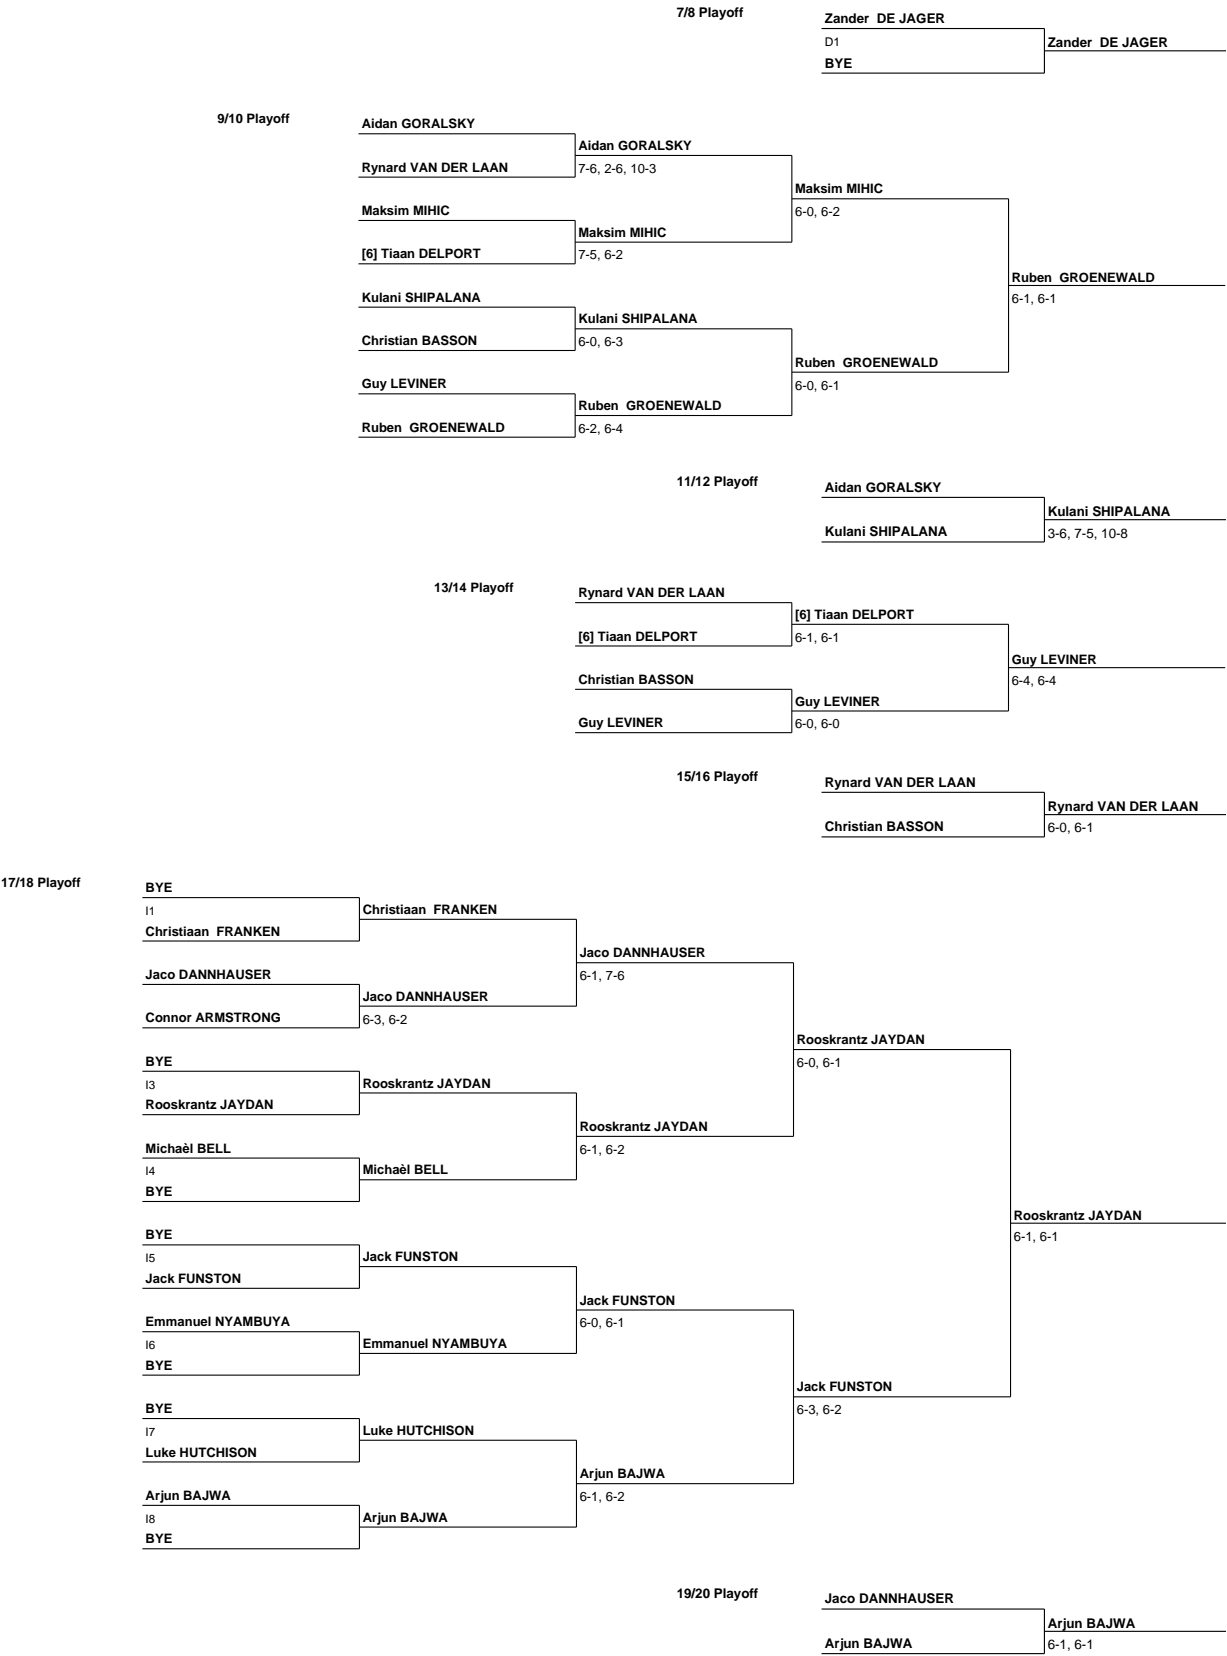 7/8 Playoff
Zander DE JAGER
D1
Zander DE JAGER
BYE
9/10 Playoff
Aidan GORALSKY
Aidan GORALSKY
Rynard VAN DER LAAN
7-6, 2-6, 10-3
Maksim MIHIC
Maksim MIHIC
6-0, 6-2
Maksim MIHIC
[6] Tiaan DELPORT
7-5, 6-2
Ruben GROENEWALD
Kulani SHIPALANA
6-1, 6-1
Kulani SHIPALANA
Christian BASSON
6-0, 6-3
Ruben GROENEWALD
Guy LEVINER
6-0, 6-1
Ruben GROENEWALD
Ruben GROENEWALD
6-2, 6-4
11/12 Playoff
Aidan GORALSKY
Kulani SHIPALANA
Kulani SHIPALANA
3-6, 7-5, 10-8
13/14 Playoff
Rynard VAN DER LAAN
[6] Tiaan DELPORT
[6] Tiaan DELPORT
6-1, 6-1
Guy LEVINER
Christian BASSON
6-4, 6-4
Guy LEVINER
Guy LEVINER
6-0, 6-0
15/16 Playoff
Rynard VAN DER LAAN
Rynard VAN DER LAAN
Christian BASSON
6-0, 6-1
17/18 Playoff
BYE
I1
Christiaan FRANKEN
Christiaan FRANKEN
Jaco DANNHAUSER
Jaco DANNHAUSER
6-1, 7-6
Jaco DANNHAUSER
Connor ARMSTRONG
6-3, 6-2
Rooskrantz JAYDAN
BYE
6-0, 6-1
I3
Rooskrantz JAYDAN
Rooskrantz JAYDAN
Rooskrantz JAYDAN
Michaèl BELL
6-1, 6-2
I4
Michaèl BELL
BYE
Rooskrantz JAYDAN
BYE
6-1, 6-1
I5
Jack FUNSTON
Jack FUNSTON
Jack FUNSTON
Emmanuel NYAMBUYA
6-0, 6-1
I6
Emmanuel NYAMBUYA
BYE
Jack FUNSTON
BYE
6-3, 6-2
I7
Luke HUTCHISON
Luke HUTCHISON
Arjun BAJWA
Arjun BAJWA
6-1, 6-2
I8
Arjun BAJWA
BYE
19/20 Playoff
Jaco DANNHAUSER
Arjun BAJWA
Arjun BAJWA
6-1, 6-1